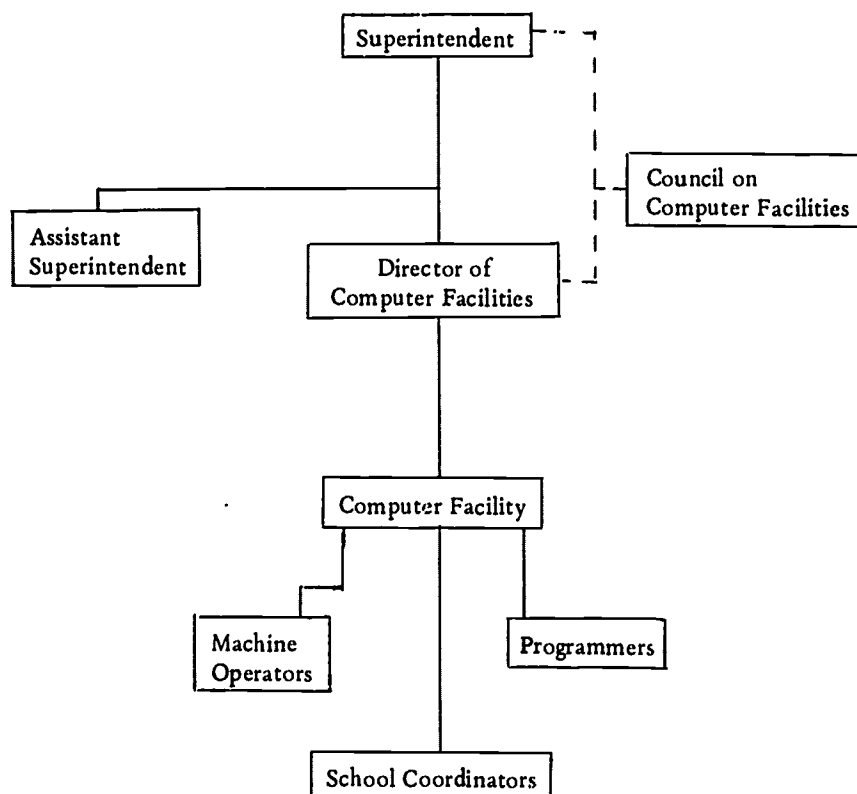 Superintendent
Council on
Computer Facilities
Assistant
Superintendent
Director of
Computer Facilities
Computer Facility
Machine
Operators
Programmers
School Coordinators